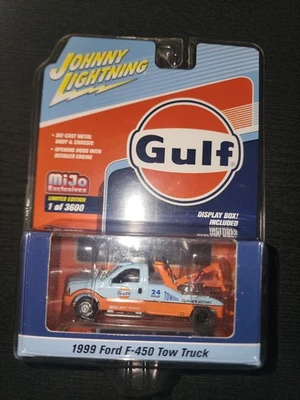 JOHNNY
LIGHTNING
• DIE-CAST METAL
BODY & CHASSIS
• OPENING HOOD WITH
DETAILED ENGINE
Gulf
MiJo
Exclusives
LIMITED EDITION
1 of 3600
DISPLAY BOX!
INCLUDED
Gulf
24
1999 Ford F-450 Tow Truck